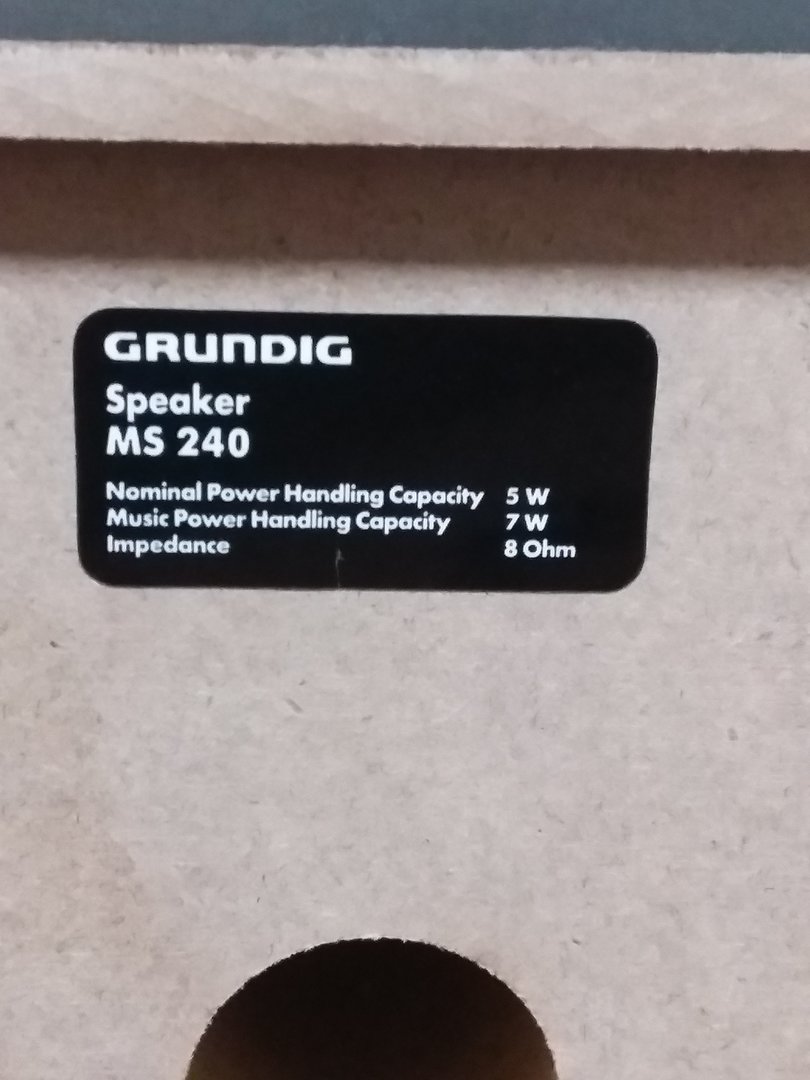 GRUNDIG
Speaker
MS 240
Nominal Power Handling Capacity 5 W
Music Power Handling Capacity 7 W
Impedance 8 Ohm